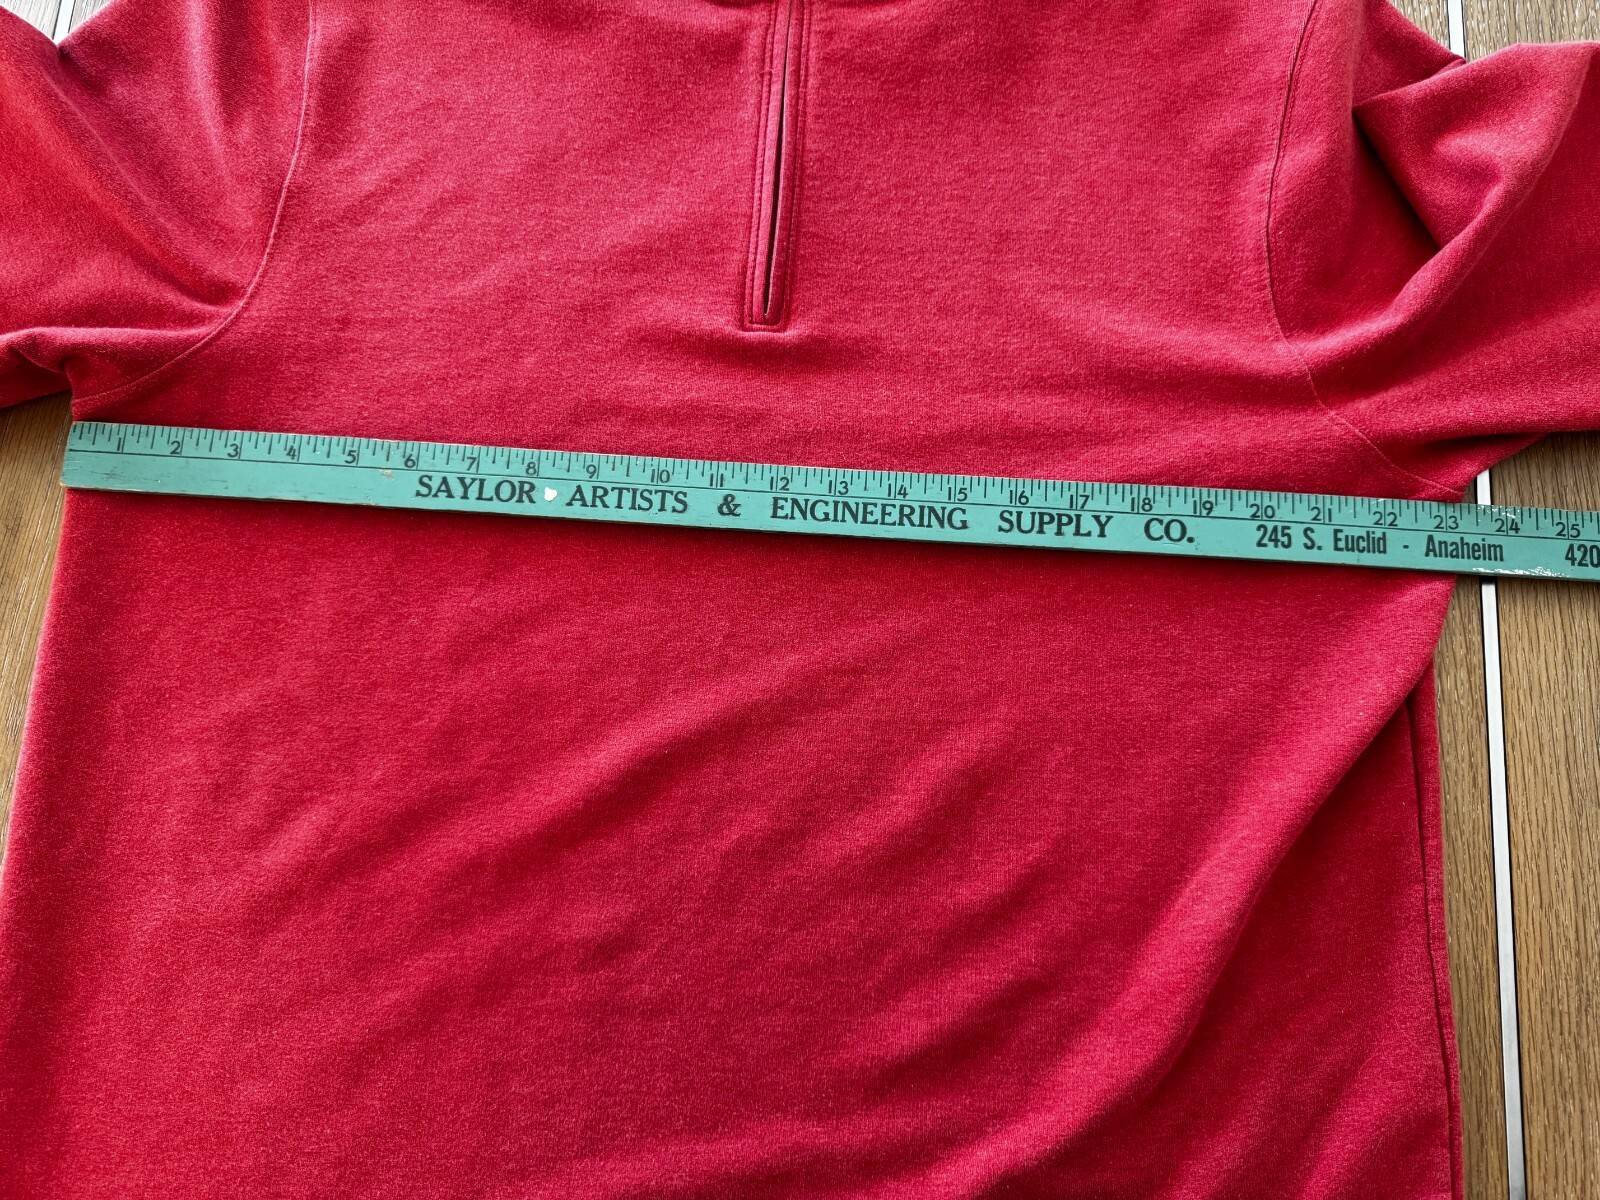 1 2 3 4 5 6 7 8 9 10 11 12 13 14 15 16 17 18 19 20 21 22 23 24 25
SAYLOR ARTISTS & ENGINEERING SUPPLY CO. 245 S. Euclid - Anaheim 420